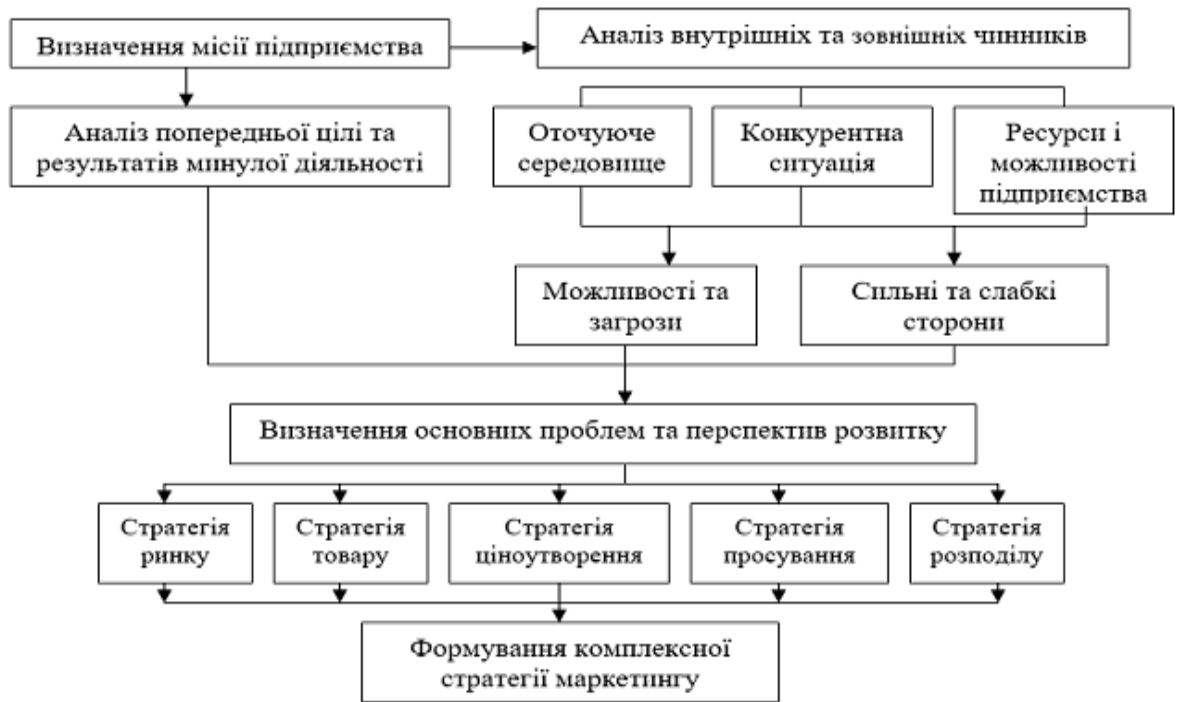 Визначення місії підприємства
Аналіз внутрішніх та зовнішніх чинників
Аналіз попередньої цілі та
результатів минулої діяльності
Оточуюче
середовище
Конкурентна
ситуація
Ресурси і
можливості
підприємства
Можливості та
загрози
Сильні та слабкі
сторони
Визначення основних проблем та перспектив розвитку
Стратегія
ринку
Стратегія
товару
Стратегія
ціноутворення
Стратегія
просування
Стратегія
розподілу
Формування комплексної
стратегії маркетингу